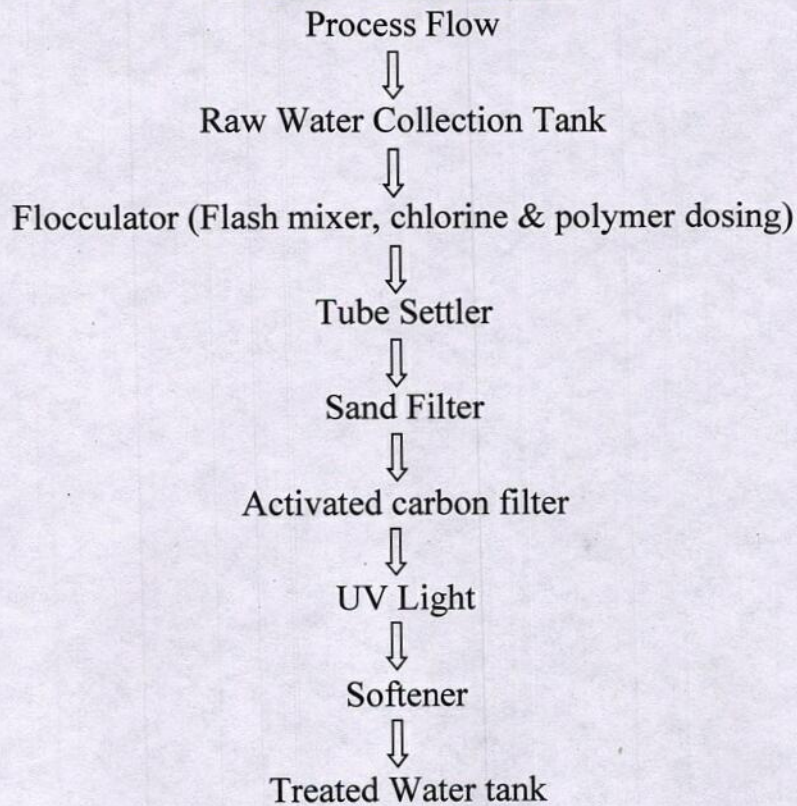 Process Flow
Raw Water Collection Tank
Flocculator (Flash mixer, chlorine & polymer dosing)
Tube Settler
Sand Filter
Activated carbon filter
UV Light
Softener
Treated Water tank